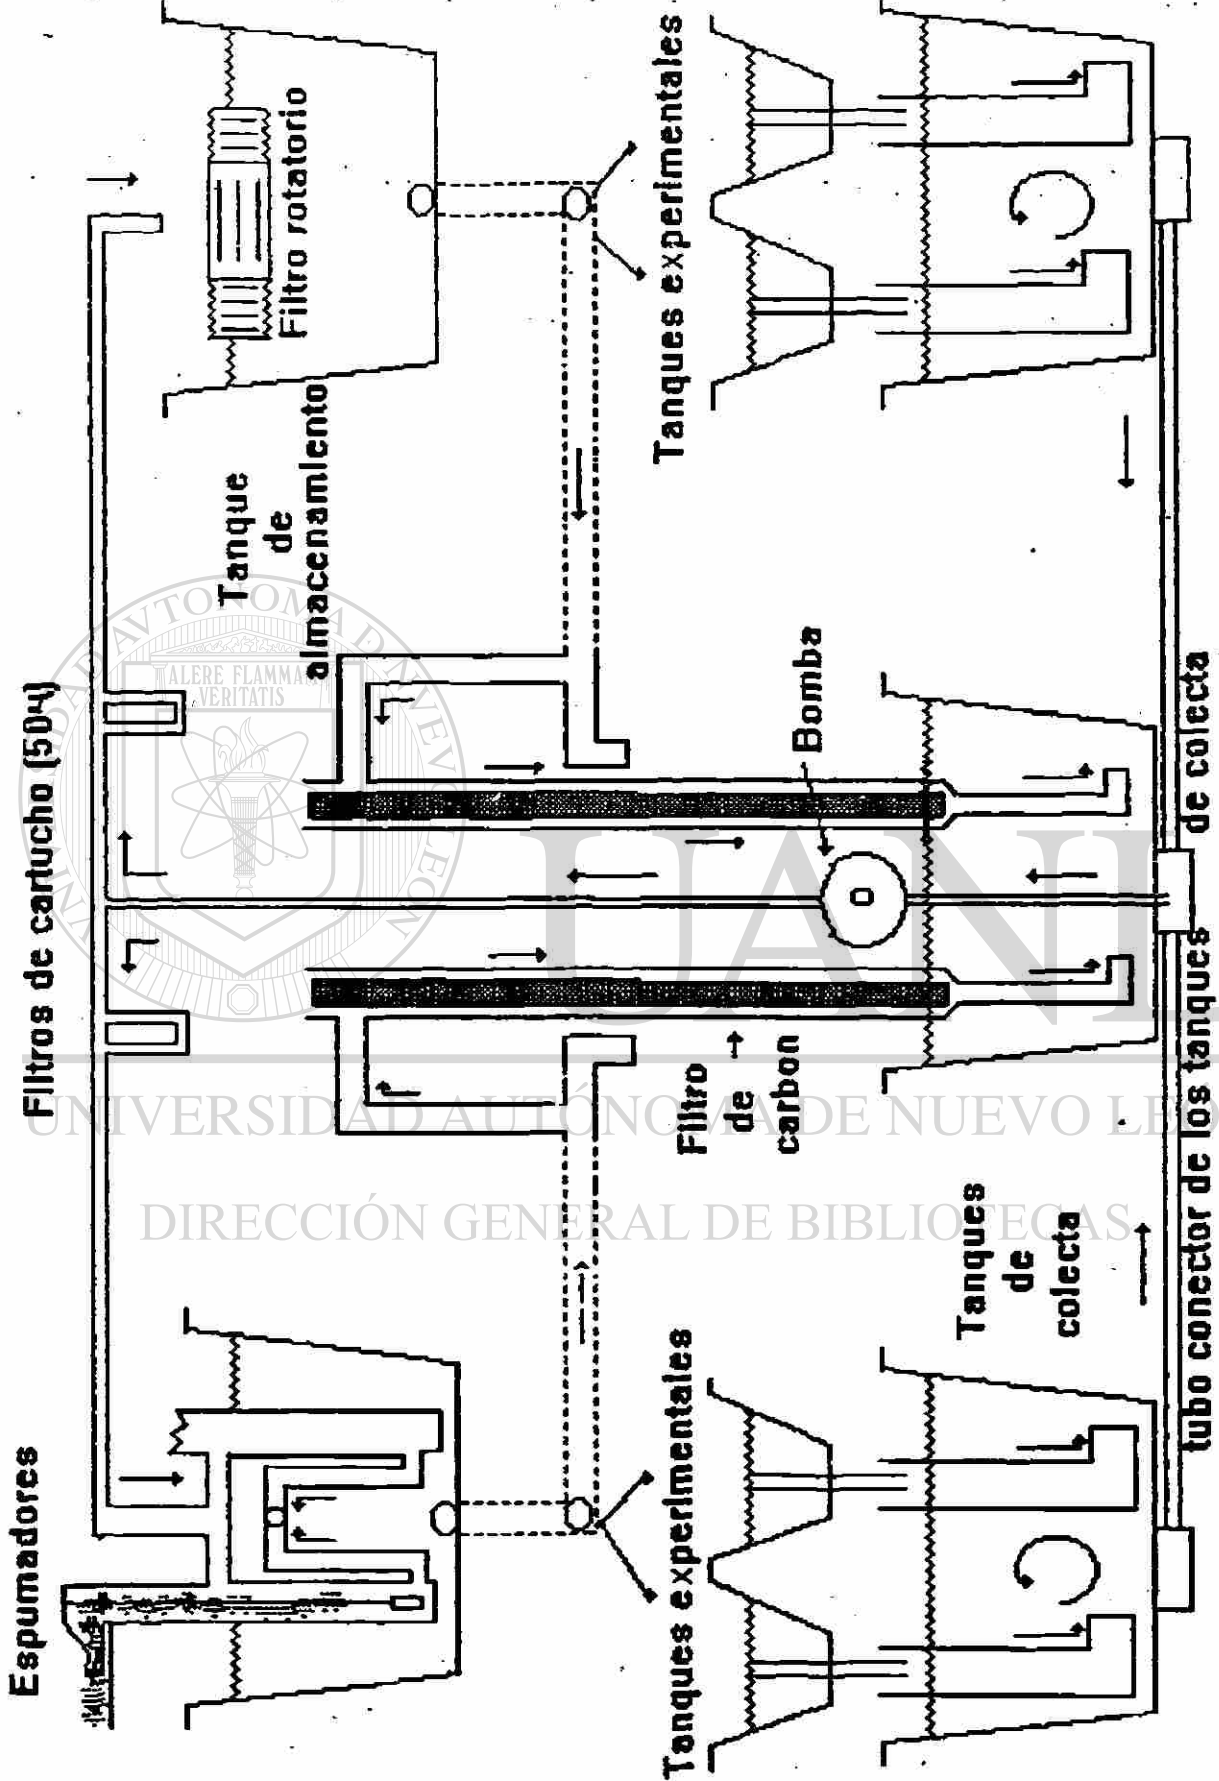 Espumadores
Filtros de cartucho (50µ)
Tanque
de
almacenamiento
Filtro rotatorio
Tanques experimentales
Filtro
de
carbon
Bomba
Tanques experimentales
Tanques
de
colecta
tubo conector de los tanques de colecta
ALERE FLAMMAM
VERITATIS
UANL
UNIVERSIDAD AUTÓNOMA DE NUEVO LE
DIRECCIÓN GENERAL DE BIBLIOTECAS